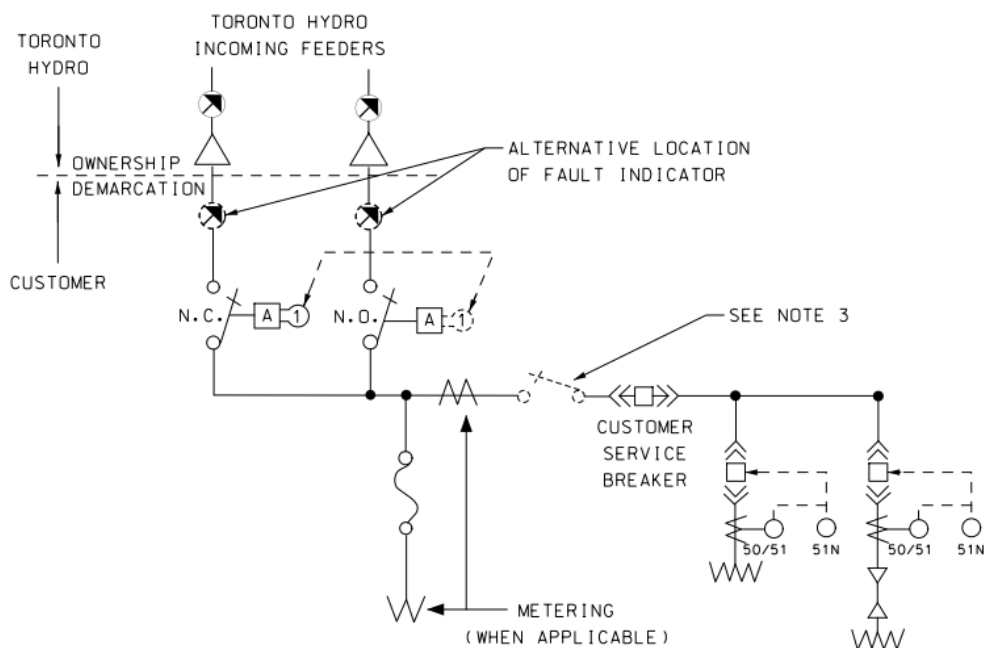 TORONTO
HYDRO
TORONTO HYDRO
INCOMING FEEDERS
OWNERSHIP
DEMARCATION
ALTERNATIVE LOCATION
OF FAULT INDICATOR
CUSTOMER
N.C.
A
1
N.O.
A
1
SEE NOTE 3
CUSTOMER
SERVICE
BREAKER
50/51
51N
50/51
51N
METERING
(WHEN APPLICABLE)